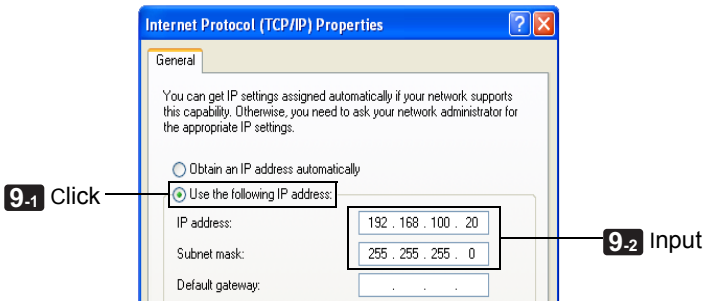 Internet Protocol (TCP/IP) Properties
General
You can get IP settings assigned automatically if your network supports
this capability. Otherwise, you need to ask your network administrator for
the appropriate IP settings.
Obtain an IP address automatically
9-1 Click
Use the following IP address:
IP address: 192 . 168 . 100 . 20
Subnet mask: 255 . 255 . 255 . 0
9-2 Input
Default gateway: . . .